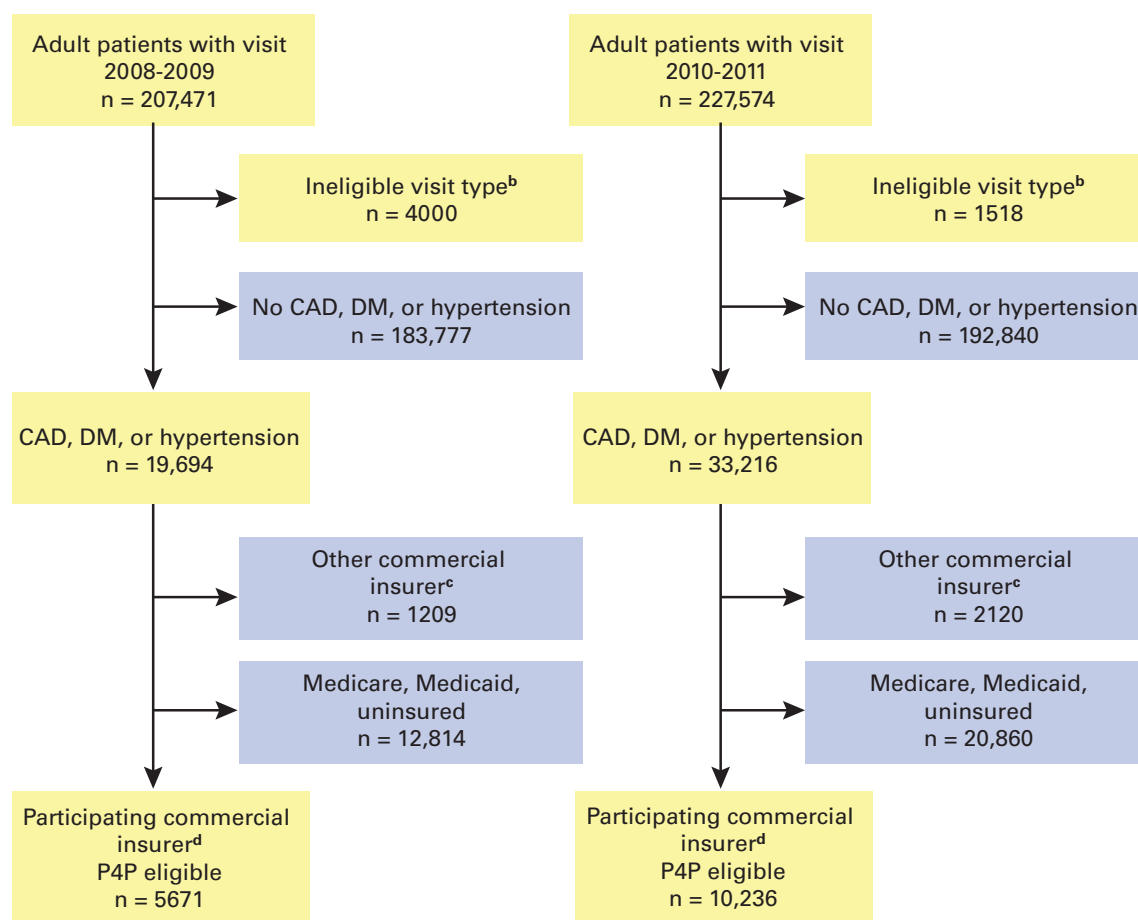 Adult patients with visit
2008-2009
n = 207,471
Ineligible visit typeb
n = 4000
No CAD, DM, or hypertension
n = 183,777
CAD, DM, or hypertension
n = 19,694
Other commercial
insurerc
n = 1209
Medicare, Medicaid,
uninsured
n = 12,814
Participating commercial
insurerd
P4P eligible
n = 5671
Adult patients with visit
2010-2011
n = 227,574
Ineligible visit typeb
n = 1518
No CAD, DM, or hypertension
n = 192,840
CAD, DM, or hypertension
n = 33,216
Other commercial
insurerc
n = 2120
Medicare, Medicaid,
uninsured
n = 20,860
Participating commercial
insurerd
P4P eligible
n = 10,236